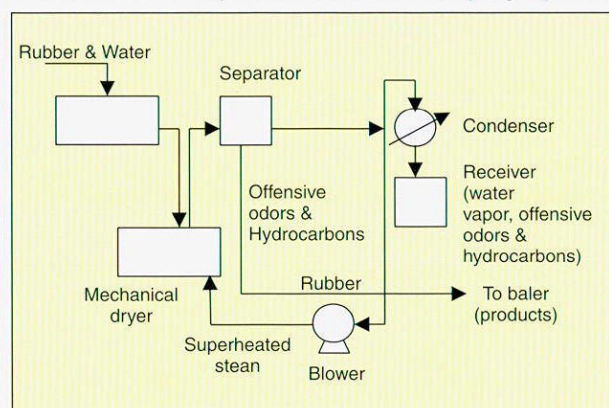 Rubber & Water
Separator
Condenser
Receiver
(water
vapor, offensive
odors &
hydrocarbons)
Offensive
odors &
Hydrocarbons
Mechanical
dryer
Rubber
To baler
(products)
Superheated
stean
Blower